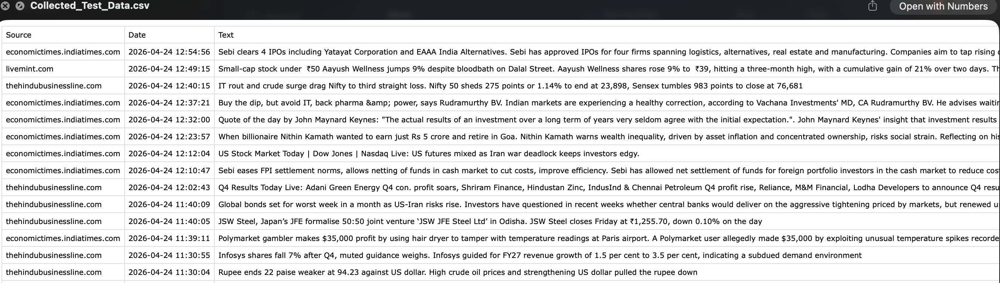 Collected_Test_Data.csv
Open with Numbers
Source Date Text
economictimes.indiatimes.com 2026-04-24 12:54:56 Sebi clears 4 IPOs including Yatayat Corporation and EAAA India Alternatives. Sebi has approved IPOs for four firms spanning logistics, alternatives, real estate and manufacturing. Companies aim to tap rising
livemint.com 2026-04-24 12:49:15 Small-cap stock under ₹50 Aayush Wellness jumps 9% despite bloodbath on Dalal Street. Aayush Wellness shares rose 9% to ₹39, hitting a three-month high, with a cumulative gain of 21% over two days.
thehindubusinessline.com 2026-04-24 12:40:15 IT rout and crude surge drag Nifty to third straight loss. Nifty 50 sheds 275 points or 1.14% to end at 23,898, Sensex tumbles 983 points to close at 76,681
economictimes.indiatimes.com 2026-04-24 12:37:21 Buy the dip, but avoid IT, back pharma &amp; power, says Rudramurthy BV. Indian markets are experiencing a healthy correction, according to Vachana Investments' MD, CA Rudramurthy BV. He advises
economictimes.indiatimes.com 2026-04-24 12:32:00 Quote of the day by John Maynard Keynes: "The actual results of an investment over a long term of years very seldom agree with the initial expectation.". John Maynard Keynes' insight that investment results
economictimes.indiatimes.com 2026-04-24 12:23:57 When billionaire Nithin Kamath wanted to earn just Rs 5 crore and retire in Goa. Nithin Kamath warns wealth inequality, driven by asset inflation and concentrated ownership, risks social strain. Reflecting on his
economictimes.indiatimes.com 2026-04-24 12:12:04 US Stock Market Today | Dow Jones | Nasdaq Live: US futures mixed as Iran war deadlock keeps investors edgy.
economictimes.indiatimes.com 2026-04-24 12:10:47 Sebi eases FPI settlement norms, allows netting of funds in cash market to cut costs, improve efficiency. Sebi has allowed net settlement of funds for foreign portfolio investors in the cash market to reduce
thehindubusinessline.com 2026-04-24 12:02:43 Q4 Results Today Live: Adani Green Energy Q4 con. profit soars, Shriram Finance, Hindustan Zinc, IndusInd & Chennai Petroleum Q4 profit rise, Reliance, M&M Financial, Lodha Developers to announce Q4
thehindubusinessline.com 2026-04-24 11:40:09 Global bonds set for worst week in a month as US-Iran risks rise. Investors have questioned in recent weeks whether central banks would deliver on the aggressive tightening priced by markets, but renewed
thehindubusinessline.com 2026-04-24 11:40:05 JSW Steel, Japan’s JFE formalise 50:50 joint venture ‘JSW JFE Steel Ltd’ in Odisha. JSW Steel closes Friday at ₹1,255.70, down 0.10% on the day
economictimes.indiatimes.com 2026-04-24 11:39:11 Polymarket gambler makes $35,000 profit by using hair dryer to tamper with temperature readings at Paris airport. A Polymarket user allegedly made $35,000 by exploiting unusual temperature spikes
thehindubusinessline.com 2026-04-24 11:30:55 Infosys shares fall 7% after Q4, muted guidance weighs. Infosys guided for FY27 revenue growth of 1.5 per cent to 3.5 per cent, indicating a subdued demand environment
thehindubusinessline.com 2026-04-24 11:30:04 Rupee ends 22 paise weaker at 94.23 against US dollar. High crude oil prices and strengthening US dollar pulled the rupee down